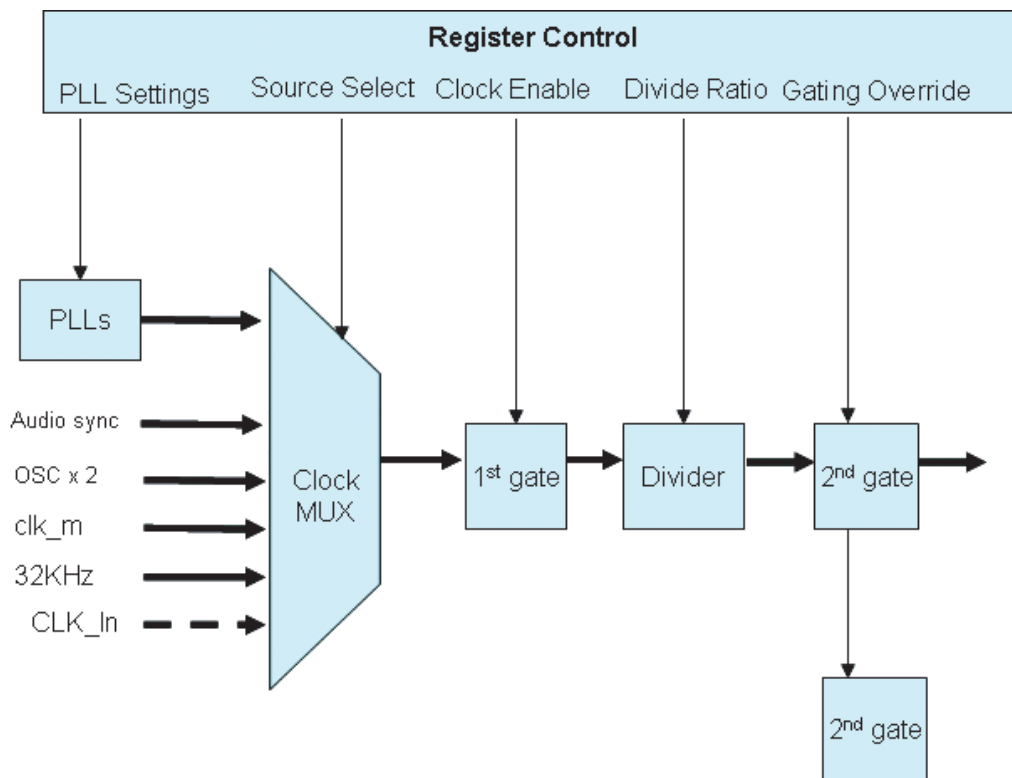 Register Control
PLL Settings
Source Select
Clock Enable
Divide Ratio
Gating Override
PLLs
Audio sync
OSC x 2
clk_m
32KHz
CLK_In
Clock
MUX
1st gate
Divider
2nd gate
2nd gate